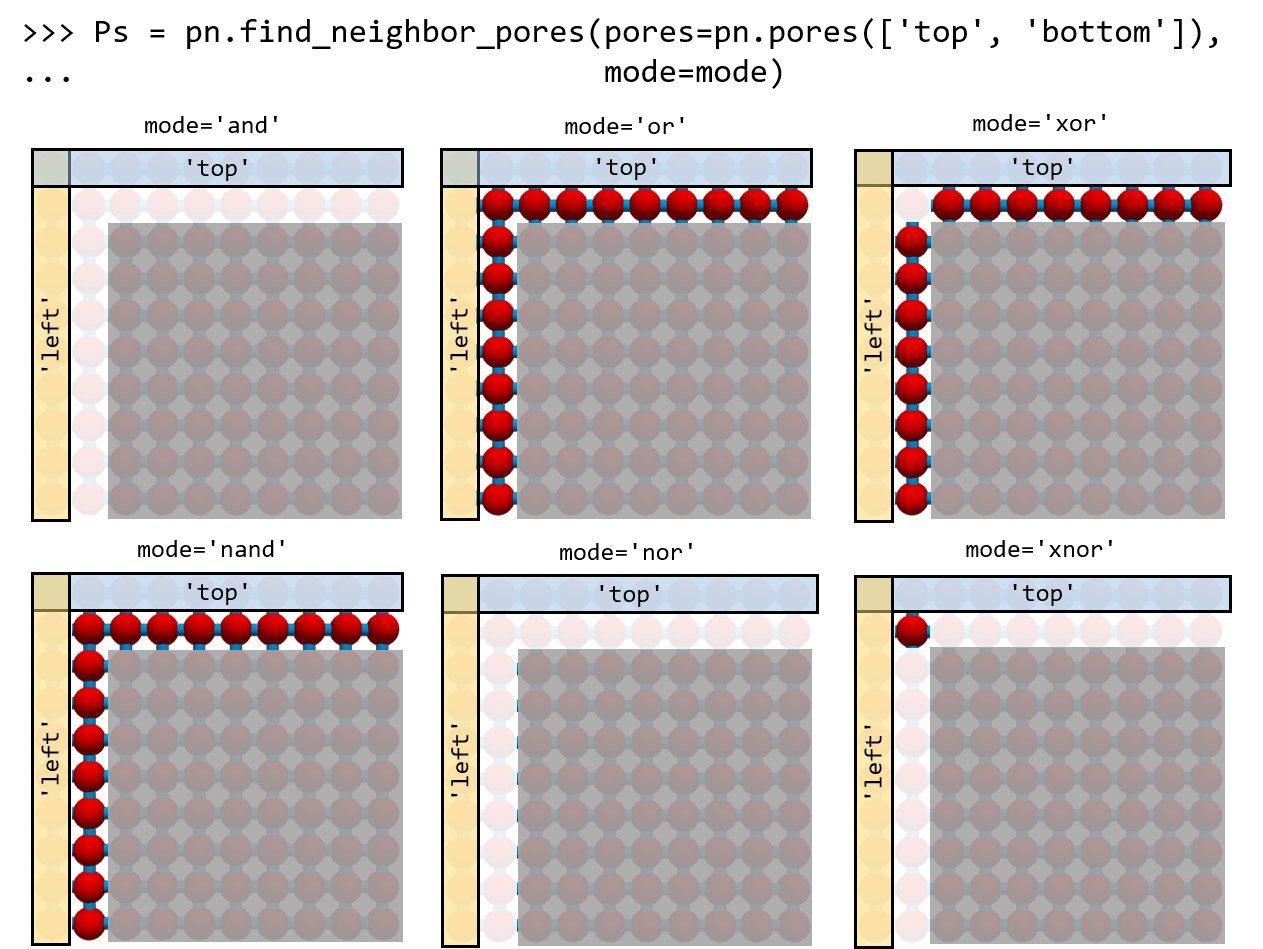 >>> Ps = pn.find_neighbor_pores(pores=pn.pores(['top', 'bottom']),
... mode=mode)
mode='and'
mode='or'
mode='xor'
'top'
'top'
'top'
'left'
'left'
'left'
mode='nand'
mode='nor'
mode='xnor'
'top'
'top'
'top'
'left'
'left'
'left'